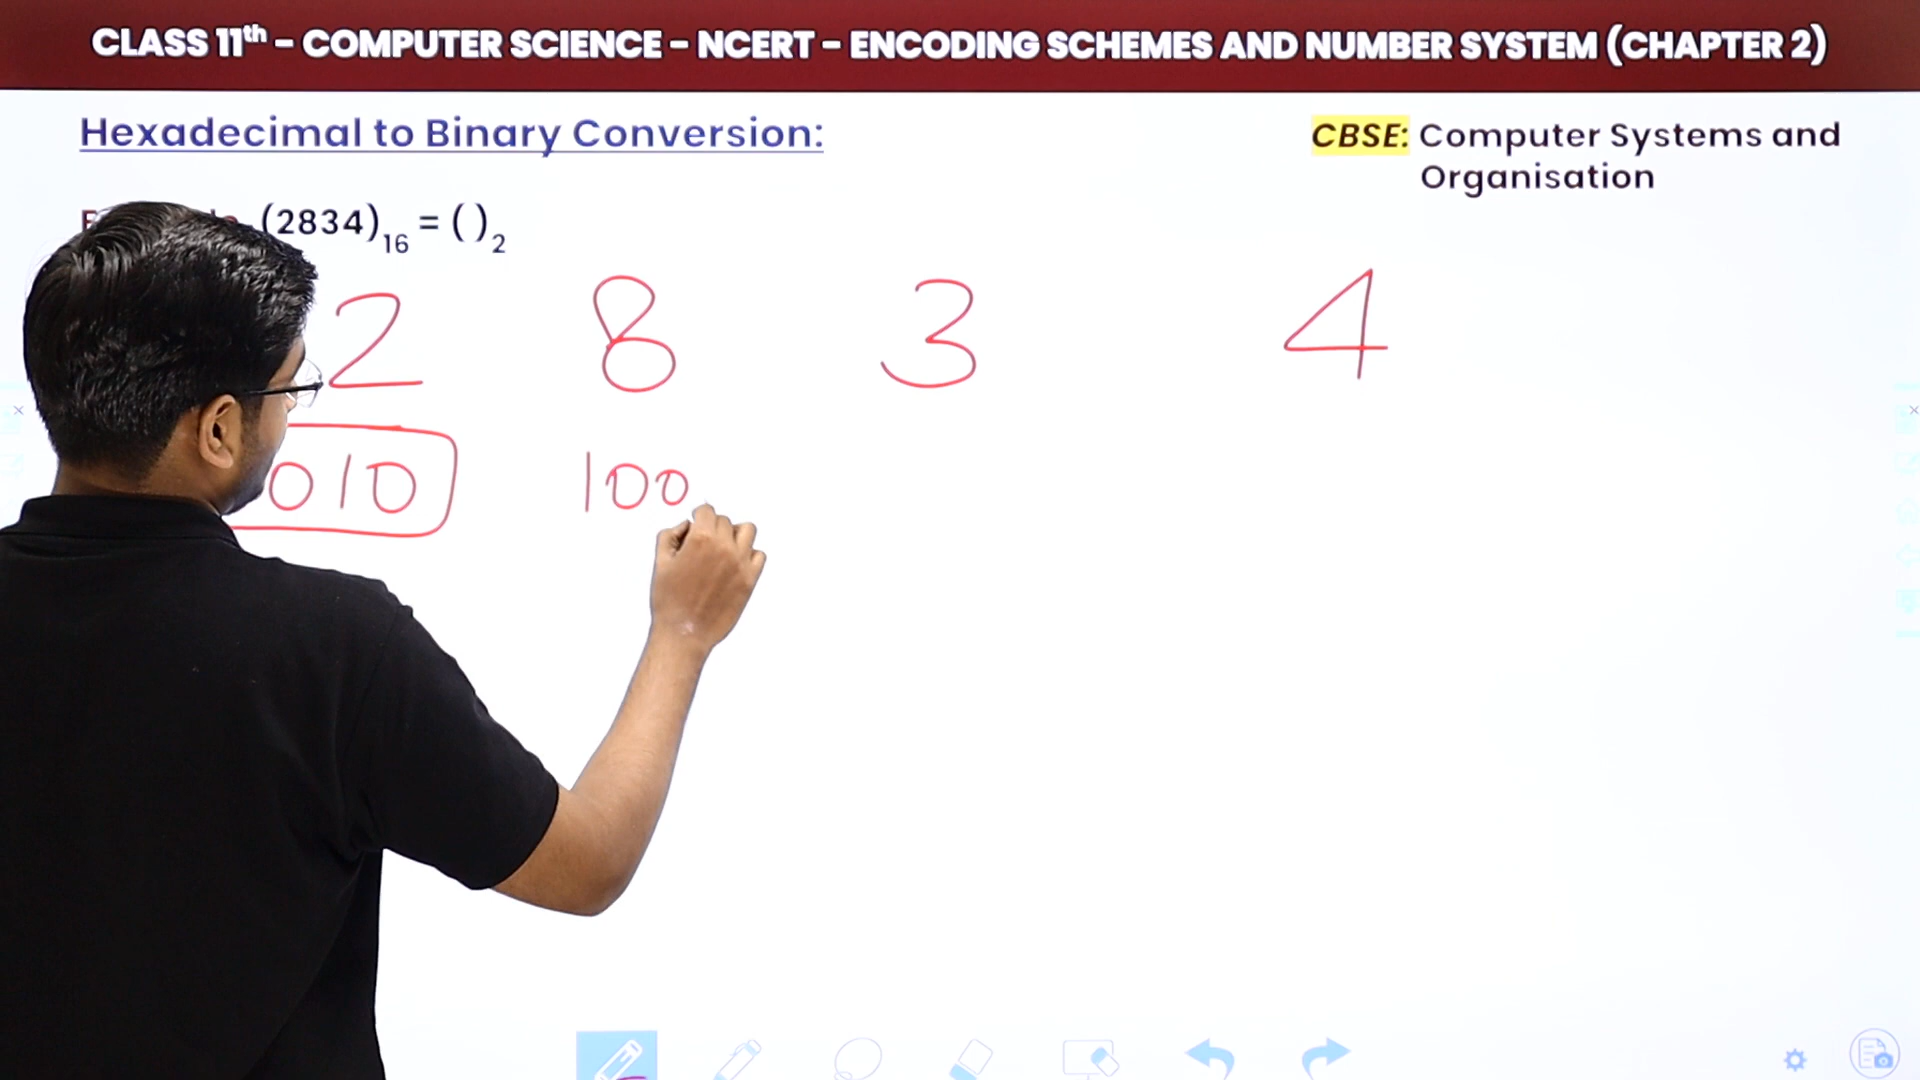 CLASS 11th - COMPUTER SCIENCE - NCERT - ENCODING SCHEMES AND NUMBER SYSTEM (CHAPTER 2)
Hexadecimal to Binary Conversion:
CBSE: Computer Systems and
Organisation
(2834)16 = ( )2
2 8 3 4
010 100